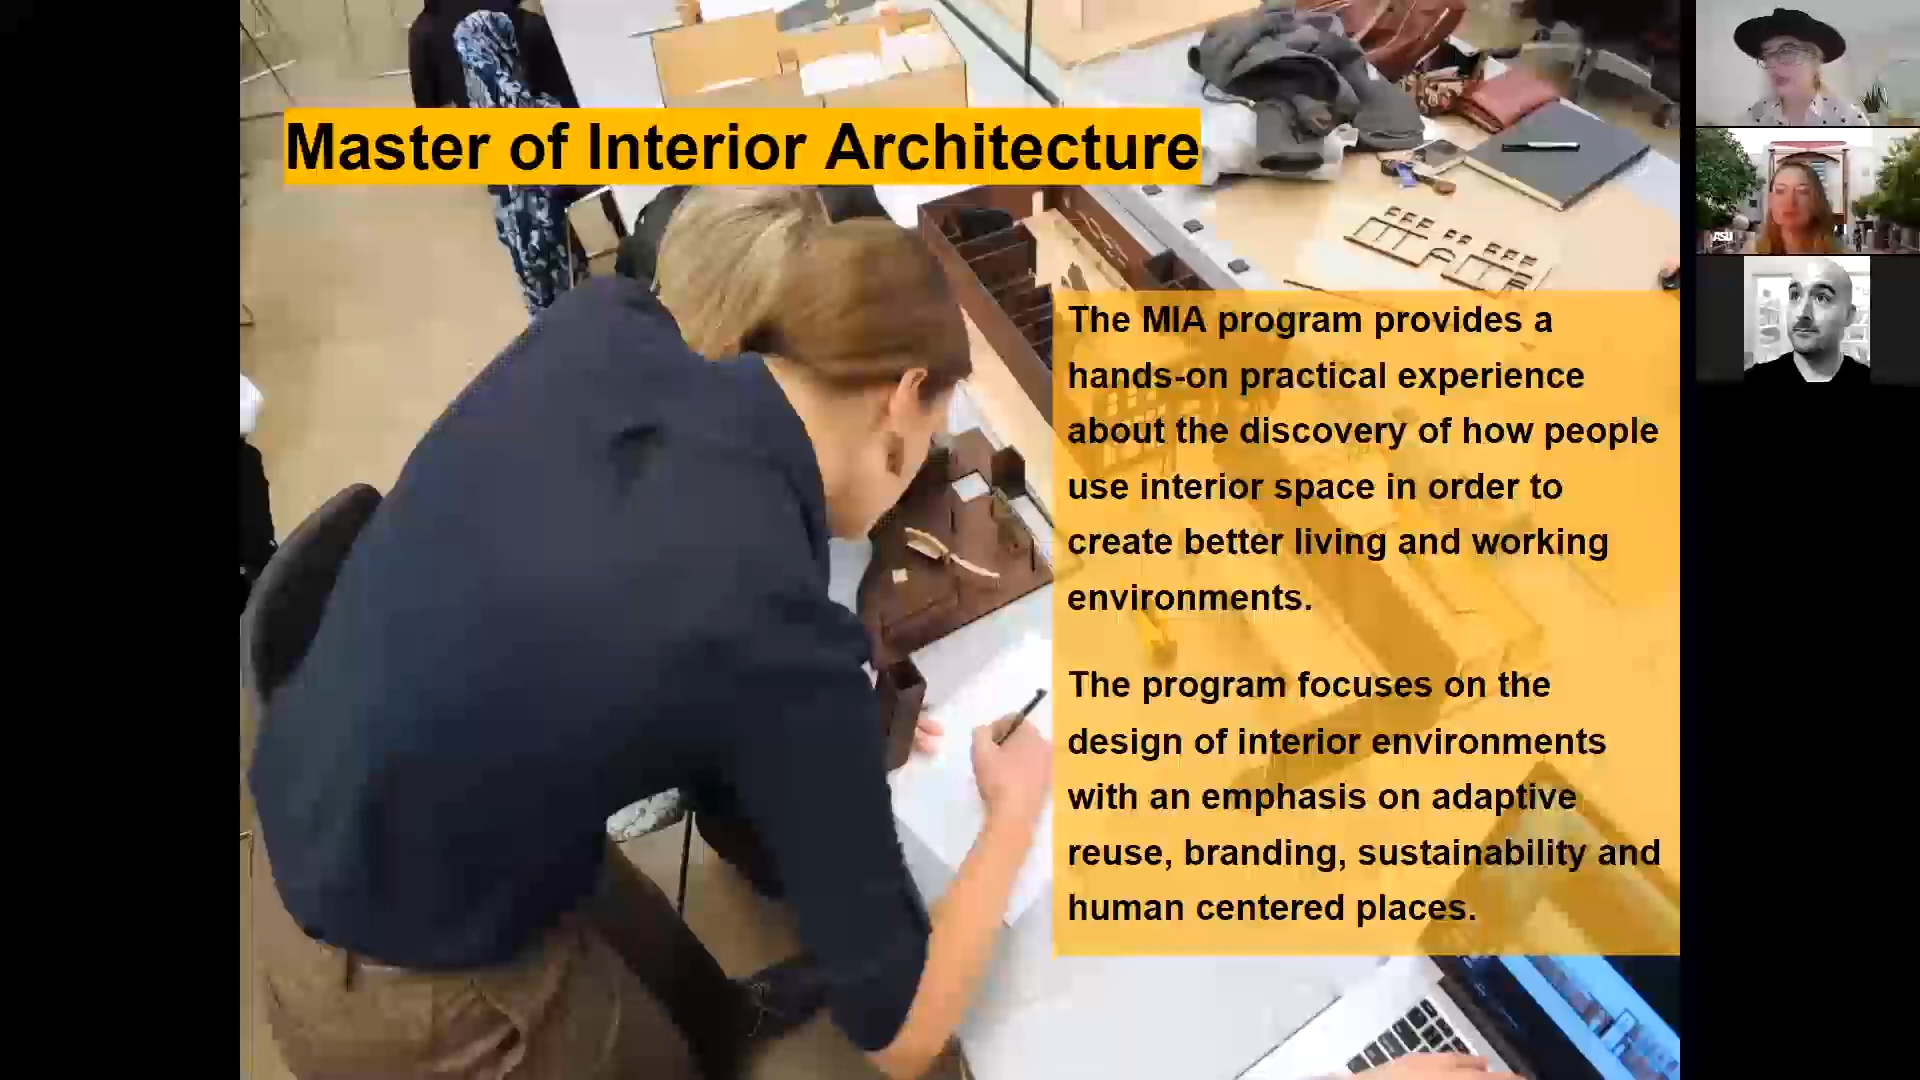 Master of Interior Architecture
The MIA program provides a
hands-on practical experience
about the discovery of how people
use interior space in order to
create better living and working
environments.
The program focuses on the
design of interior environments
with an emphasis on adaptive
reuse, branding, sustainability and
human centered places.
ASU